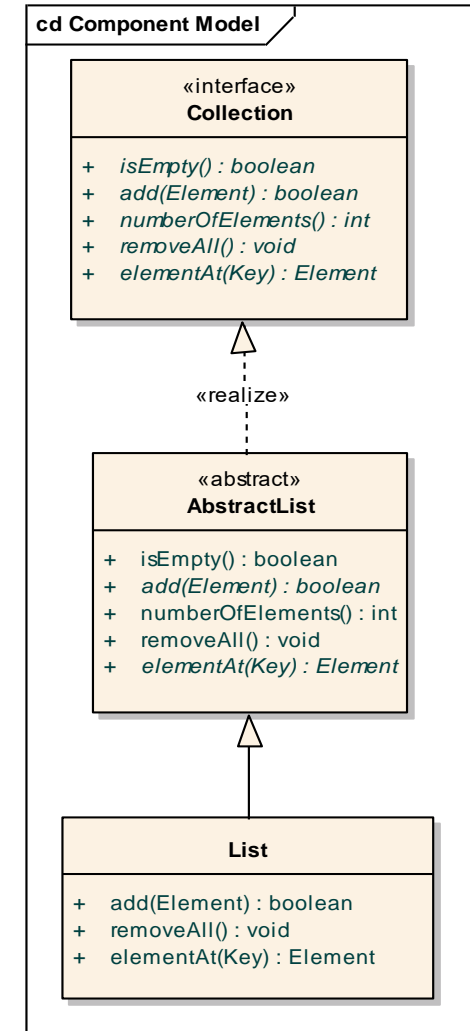 cd Component Model
«interface»
Collection
+ isEmpty() : boolean
+ add(Element) : boolean
+ numberOfElements() : int
+ removeAll() : void
+ elementAt(Key) : Element
«realize»
«abstract»
AbstractList
+ isEmpty() : boolean
+ add(Element) : boolean
+ numberOfElements() : int
+ removeAll() : void
+ elementAt(Key) : Element
List
+ add(Element) : boolean
+ removeAll() : void
+ elementAt(Key) : Element